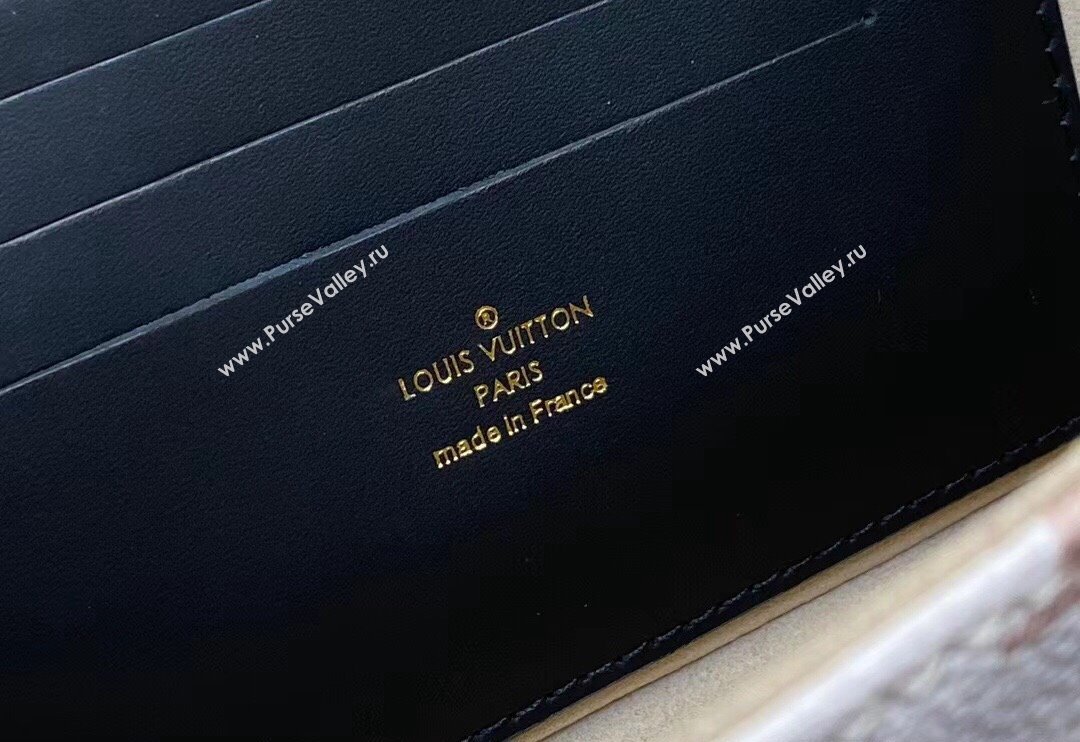 ®
LOUIS VUITTON
PARIS
made in France
www.PurseValley.ru
www.PurseValley.ru